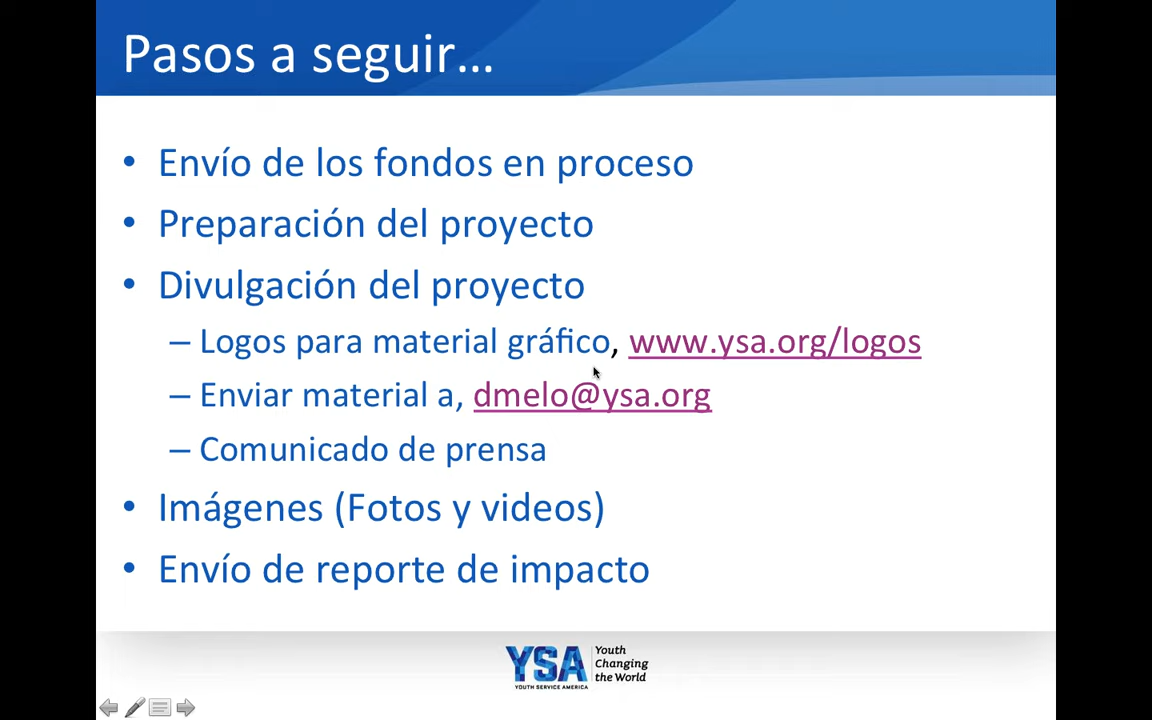 Pasos a seguir...
• Envío de los fondos en proceso
• Preparación del proyecto
• Divulgación del proyecto
– Logos para material gráfico, www.ysa.org/logos
– Enviar material a, dmelo@ysa.org
– Comunicado de prensa
• Imágenes (Fotos y videos)
• Envío de reporte de impacto
YSA
YOUTH SERVICE AMERICA
Youth
Changing
the World